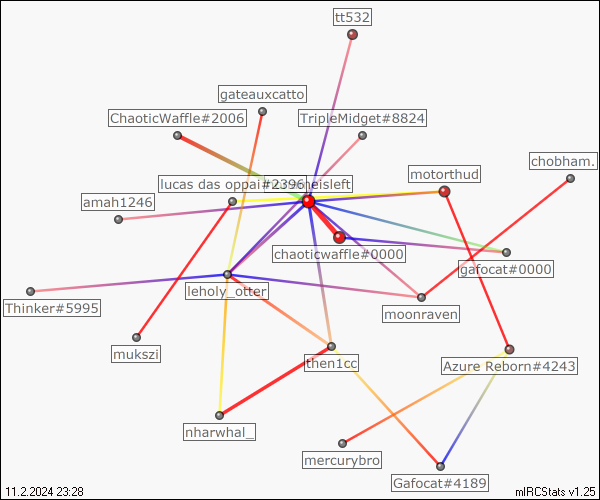 tt532
gateauxcatto
ChaoticWaffle#2006
TripleMidget#8824
chobham.
motorthud
lucas das oppai#2396
heisleft
amah1246
chaoticwaffle#0000
gafocat#0000
leholy_otter
Thinker#5995
moonraven
mukszi
then1cc
Azure Reborn#4243
nharwhal_
mercurybro
Gafocat#4189
11.2.2024 23:28
mIRCStats v1.25